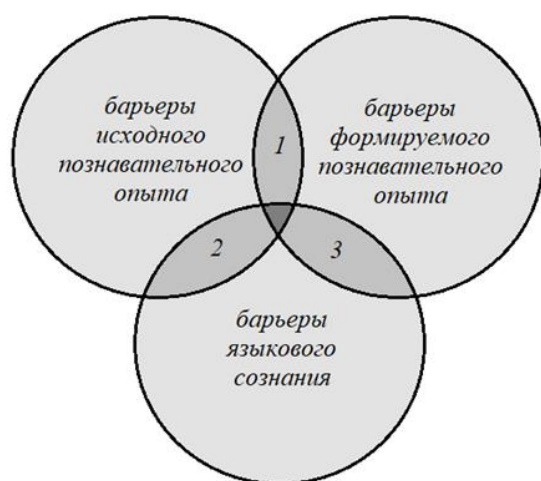 барьеры
исходного
познавательного
опыта
1
барьеры
формируемого
познавательного
опыта
2
3
барьеры
языкового
сознания